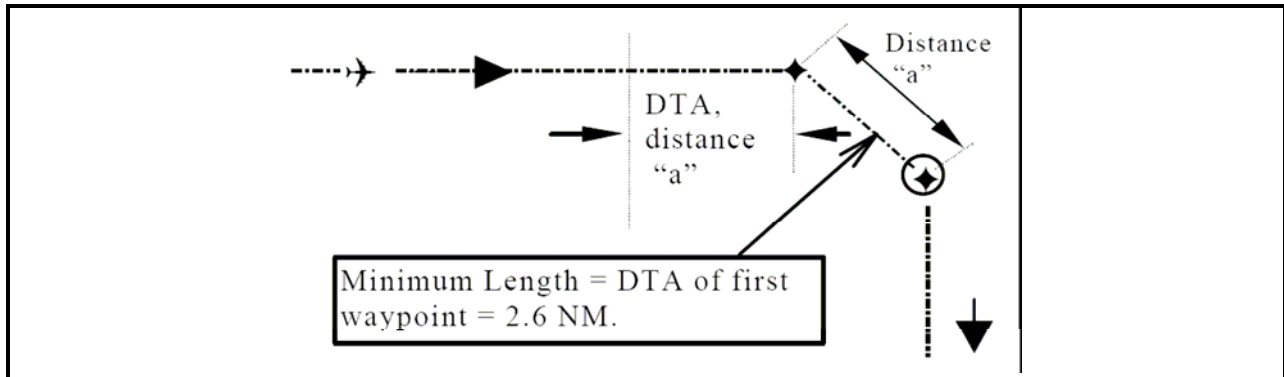 Distance
“a”
DTA,
distance
“a”
Minimum Length = DTA of first
waypoint = 2.6 NM.